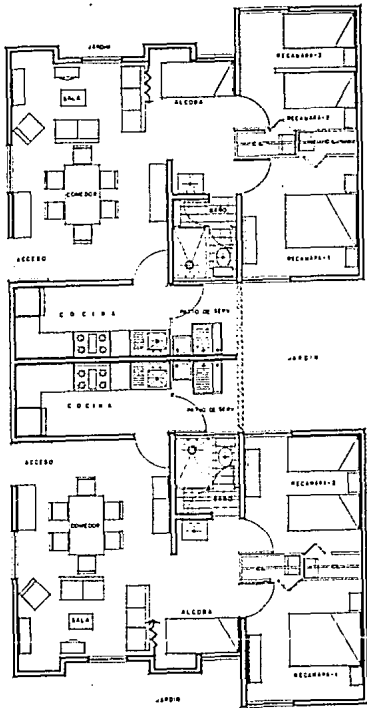 JARDIN
RECAMARA-3
SALA
ALCOBA
RECAMARA-2
COMEDOR
BAÑO
RECAMARA-1
ACCESO
COCINA
PATIO DE SERV.
JARDIN
COCINA
PATIO DE SERV.
ACCESO
RECAMARA-2
BAÑO
COMEDOR
ALCOBA
SALA
RECAMARA-1
JARDIN